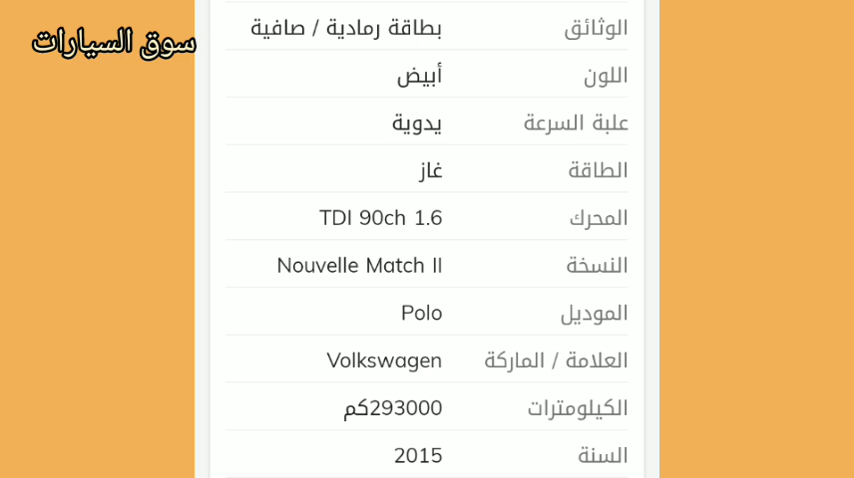 سوق السيارات
الوثائق بطاقة رمادية / صافية
اللون أبيض
علبة السرعة يدوية
الطاقة غاز
المحرك 1.6 TDI 90ch
النسخة Nouvelle Match II
الموديل Polo
العلامة / الماركة Volkswagen
الكيلومترات 293000كم
السنة 2015